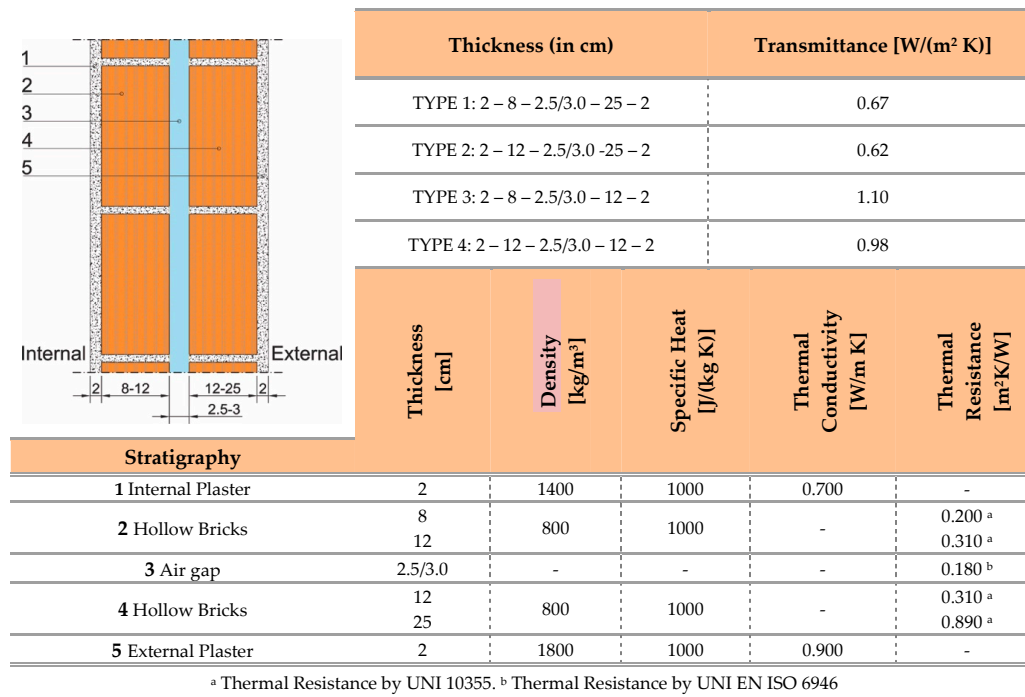 Thickness (in cm) Transmittance [W/(m² K)]
TYPE 1: 2 – 8 – 2.5/3.0 – 25 – 2 0.67
TYPE 2: 2 – 12 – 2.5/3.0 -25 – 2 0.62
TYPE 3: 2 – 8 – 2.5/3.0 – 12 – 2 1.10
TYPE 4: 2 – 12 – 2.5/3.0 – 12 – 2 0.98
1
2
3
4
5
Internal External
2 8-12 12-25 2
2.5-3
Thickness
[cm]
Density
[kg/m³]
Specific Heat
[J/(kg K)]
Thermal
Conductivity
[W/m K]
Thermal
Resistance
[m²K/W]
Stratigraphy
1 Internal Plaster 2 1400 1000 0.700 -
2 Hollow Bricks 8 800 1000 - 0.200 ᵃ
12 0.310 ᵃ
3 Air gap 2.5/3.0 - - - 0.180 ᵇ
4 Hollow Bricks 12 800 1000 - 0.310 ᵃ
25 0.890 ᵃ
5 External Plaster 2 1800 1000 0.900 -
ᵃ Thermal Resistance by UNI 10355. ᵇ Thermal Resistance by UNI EN ISO 6946